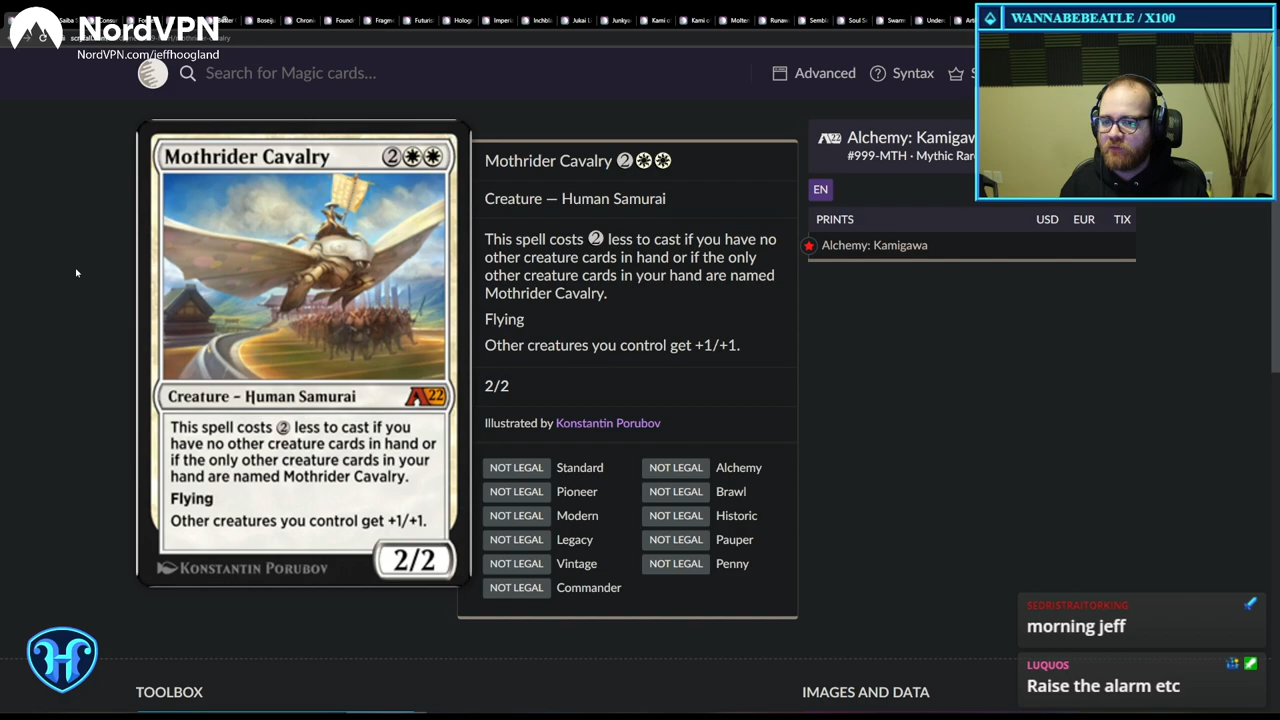 NordVPN
NordVPN.com/jeffhoogland
WANNABEBEATLE / X100
Search for Magic cards...
Advanced
Syntax
Mothrider Cavalry 2
Creature – Human Samurai
A22
This spell costs 2 less to cast if you
have no other creature cards in hand or
if the only other creature cards in your
hand are named Mothrider Cavalry.
Flying
Other creatures you control get +1/+1.
2/2
KONSTANTIN PORUBOV
Mothrider Cavalry 2
Creature — Human Samurai
This spell costs 2 less to cast if you have no
other creature cards in hand or if the only
other creature cards in your hand are named
Mothrider Cavalry.
Flying
Other creatures you control get +1/+1.
2/2
Illustrated by Konstantin Porubov
NOT LEGAL Standard NOT LEGAL Alchemy
NOT LEGAL Pioneer NOT LEGAL Brawl
NOT LEGAL Modern NOT LEGAL Historic
NOT LEGAL Legacy NOT LEGAL Pauper
NOT LEGAL Vintage NOT LEGAL Penny
NOT LEGAL Commander
A22 Alchemy: Kamigaw
#999-MTH · Mythic Rar
EN
PRINTS USD EUR TIX
Alchemy: Kamigawa
SEDRISTRAITORKING
morning jeff
LUQUOS
Raise the alarm etc
TOOLBOX
IMAGES AND DATA